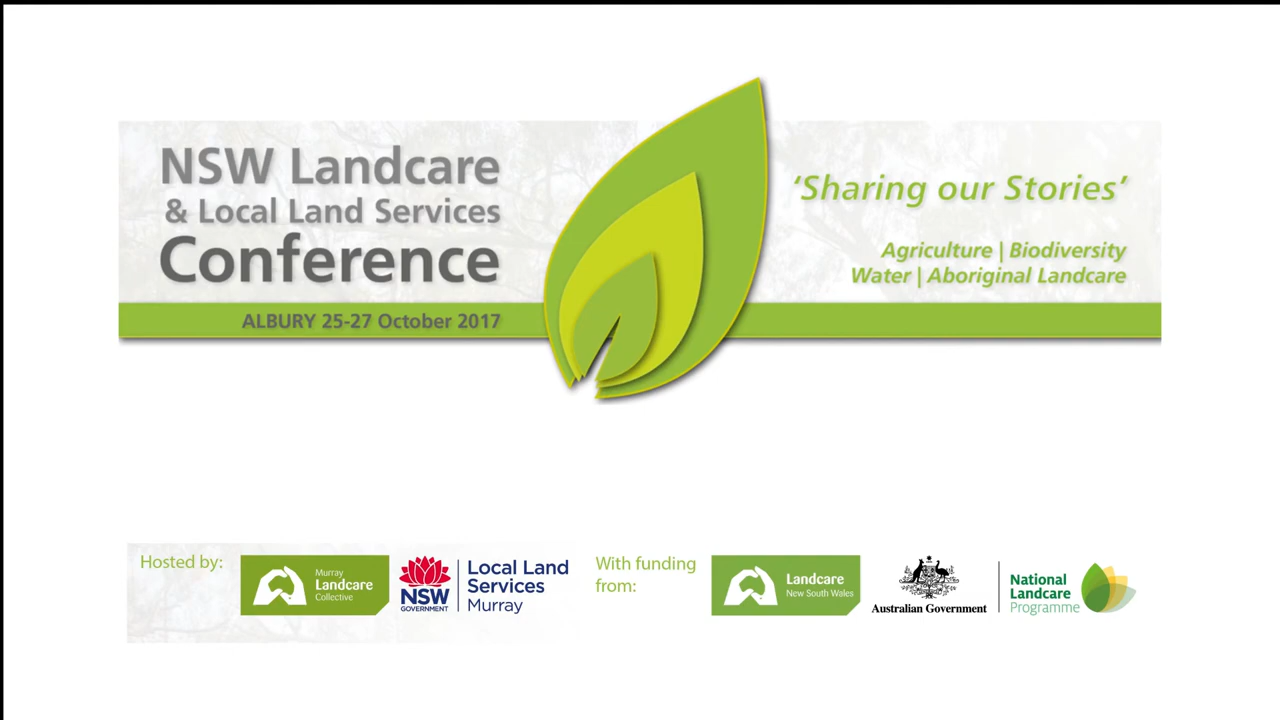 NSW Landcare
& Local Land Services
Conference
ALBURY 25-27 October 2017
‘Sharing our Stories’
Agriculture | Biodiversity
Water | Aboriginal Landcare
Hosted by:
Murray
Landcare
Collective
NSW
GOVERNMENT
Local Land
Services
Murray
With funding
from:
Landcare
New South Wales
Australian Government
National
Landcare
Programme